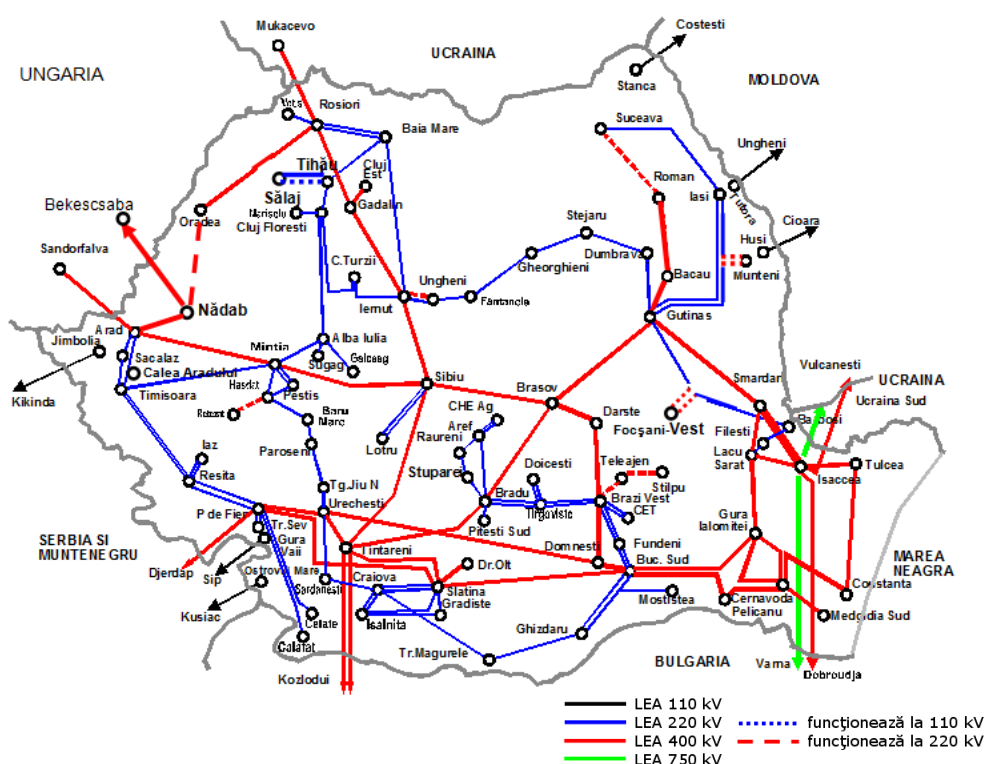 Mukacevo
UCRAINA
Costesti
UNGARIA
MOLDOVA
Stanca
Rosiori
Baia Mare
Suceava
Ungheni
Tihău
Cluj
Est
Roman
Iasi
Tutora
Sălaj
Bekescsaba
Oradea
Gadalin
Cluj Floresti
Stejaru
Cioara
Husi
Sandorfalva
C.Turzii
Gheorghieni
Dumbrava
Munteni
Ungheni
Bacau
Iernut
Fantanele
Nădab
Gutinas
Arad
Jimbolia
Mintia
Alba Iulia
Sacalaz
Sugag
Galceag
Vulcanesti
Calea Aradului
Hasdat
Pestis
Sibiu
Brasov
Smardan
UCRAINA
Ucraina Sud
Kikinda
Timisoara
Baru
Mare
CHE Ag
Darste
Focşani-Vest
Barbosi
Aref
Raureni
Filesti
Iaz
Paroseni
Lotru
Lacu
Sarat
Tulcea
Resita
Stuparei
Doicesti
Teleajen
Stilpu
Isaccea
Tg.Jiu N
Bradu
Brazi Vest
P de Fier
Urechesti
Targoviste
CET
Gura
Ialomitei
Tr.Sev
Gura
Vaii
Pitesti Sud
Fundeni
SERBIA SI
MUNTENEGRU
Tintareni
Domnesti
MAREA
NEAGRA
Djerdap
Sip
Ostrovu Mare
Dr.Olt
Buc. Sud
Sardanesti
Craiova
Slatina
Gradiste
Mostistea
Cernavoda
Pelicanu
Constanta
Kusiac
Cetate
Isalnita
Medgidia Sud
Ghizdaru
Calafat
Tr.Magurele
BULGARIA
Kozlodui
Varna
Dobroudja
LEA 110 kV
LEA 220 kV
funcţionează la 110 kV
LEA 400 kV
funcţionează la 220 kV
LEA 750 kV